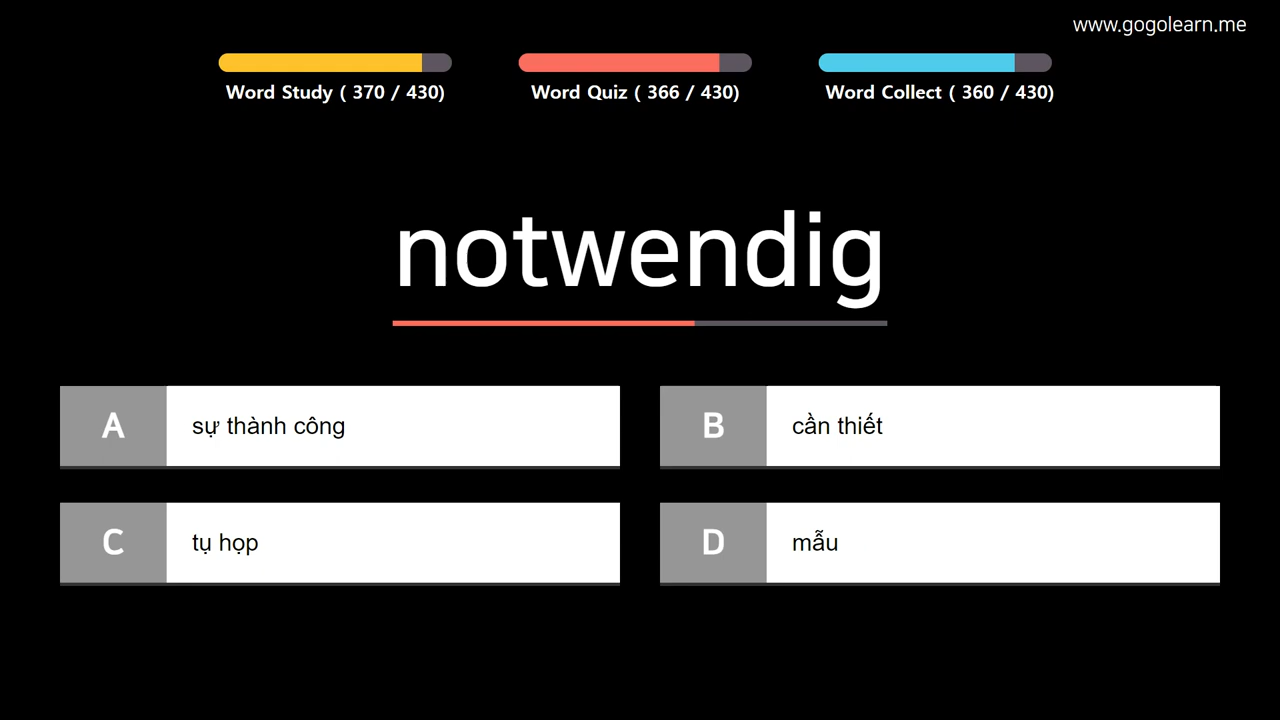 www.gogolearn.me
Word Study ( 370 / 430)
Word Quiz ( 366 / 430)
Word Collect ( 360 / 430)
notwendig
A
sự thành công
B
cần thiết
C
tụ họp
D
mẫu